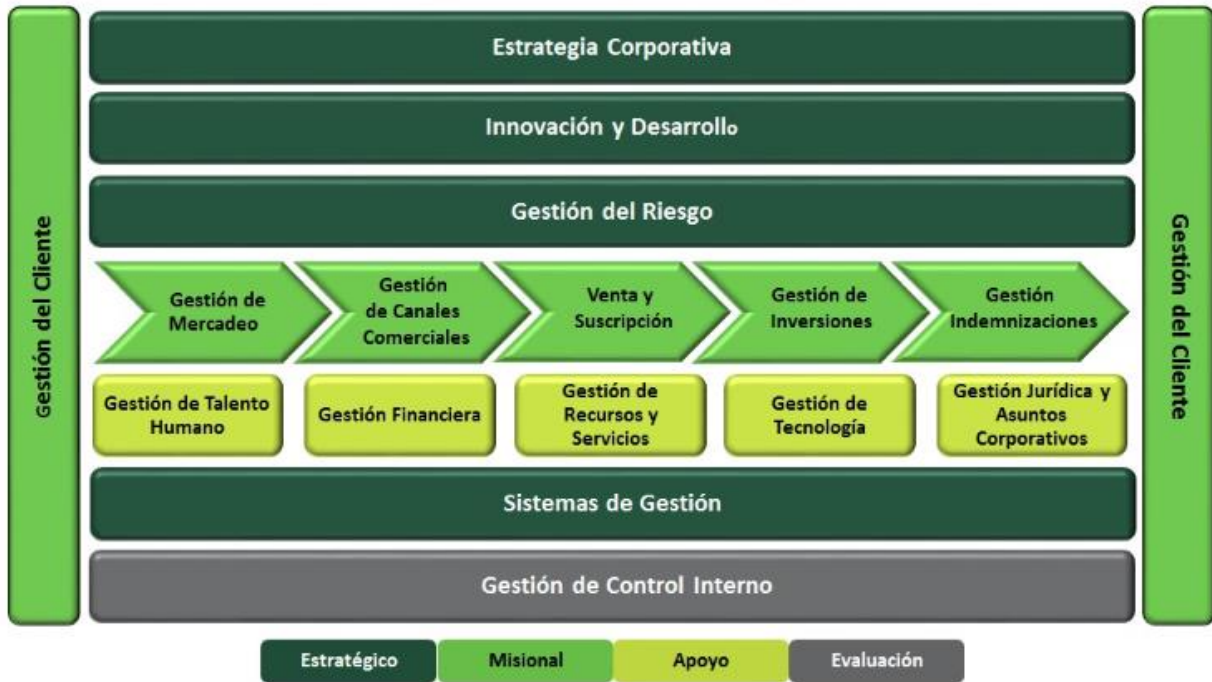 Gestión del Cliente
Estrategia Corporativa
Innovación y Desarrollo
Gestión del Riesgo
Gestión de
Mercadeo
Gestión
de Canales
Comerciales
Venta y
Suscripción
Gestión de
Inversiones
Gestión
Indemnizaciones
Gestión de Talento
Humano
Gestión Financiera
Gestión de
Recursos y
Servicios
Gestión de
Tecnología
Gestión Jurídica y
Asuntos
Corporativos
Sistemas de Gestión
Gestión de Control Interno
Gestión del Cliente
Estratégico
Misional
Apoyo
Evaluación